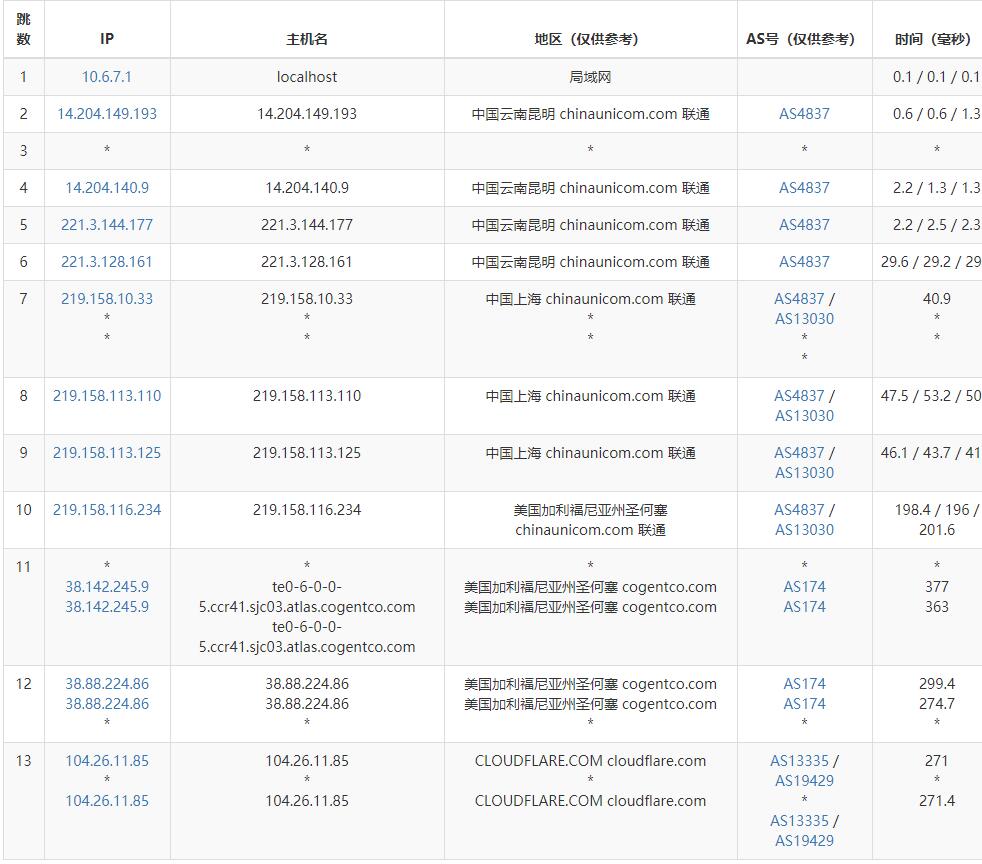 跳
数
IP
主机名
地区（仅供参考）
AS号（仅供参考）
时间（毫秒）
1
10.6.7.1
localhost
局域网
0.1 / 0.1 / 0.1
2
14.204.149.193
14.204.149.193
中国云南昆明 chinaunicom.com 联通
AS4837
0.6 / 0.6 / 1.3
3
*
*
*
*
*
4
14.204.140.9
14.204.140.9
中国云南昆明 chinaunicom.com 联通
AS4837
2.2 / 1.3 / 1.3
5
221.3.144.177
221.3.144.177
中国云南昆明 chinaunicom.com 联通
AS4837
2.2 / 2.5 / 2.3
6
221.3.128.161
221.3.128.161
中国云南昆明 chinaunicom.com 联通
AS4837
29.6 / 29.2 / 29
7
219.158.10.33
*
*
219.158.10.33
*
*
中国上海 chinaunicom.com 联通
*
*
AS4837 /
AS13030
*
*
40.9
*
*
8
219.158.113.110
219.158.113.110
中国上海 chinaunicom.com 联通
AS4837 /
AS13030
47.5 / 53.2 / 50
9
219.158.113.125
219.158.113.125
中国上海 chinaunicom.com 联通
AS4837 /
AS13030
46.1 / 43.7 / 41
10
219.158.116.234
219.158.116.234
美国加利福尼亚州圣何塞
chinaunicom.com 联通
AS4837 /
AS13030
198.4 / 196 /
201.6
11
*
38.142.245.9
38.142.245.9
*
te0-6-0-0-
5.ccr41.sjc03.atlas.cogentco.com
te0-6-0-0-
5.ccr41.sjc03.atlas.cogentco.com
*
美国加利福尼亚州圣何塞 cogentco.com
美国加利福尼亚州圣何塞 cogentco.com
*
AS174
AS174
*
377
363
12
38.88.224.86
38.88.224.86
*
38.88.224.86
38.88.224.86
*
美国加利福尼亚州圣何塞 cogentco.com
美国加利福尼亚州圣何塞 cogentco.com
*
AS174
AS174
*
299.4
274.7
*
13
104.26.11.85
*
104.26.11.85
104.26.11.85
*
104.26.11.85
CLOUDFLARE.COM cloudflare.com
*
CLOUDFLARE.COM cloudflare.com
AS13335 /
AS19429
*
AS13335 /
AS19429
271
*
271.4